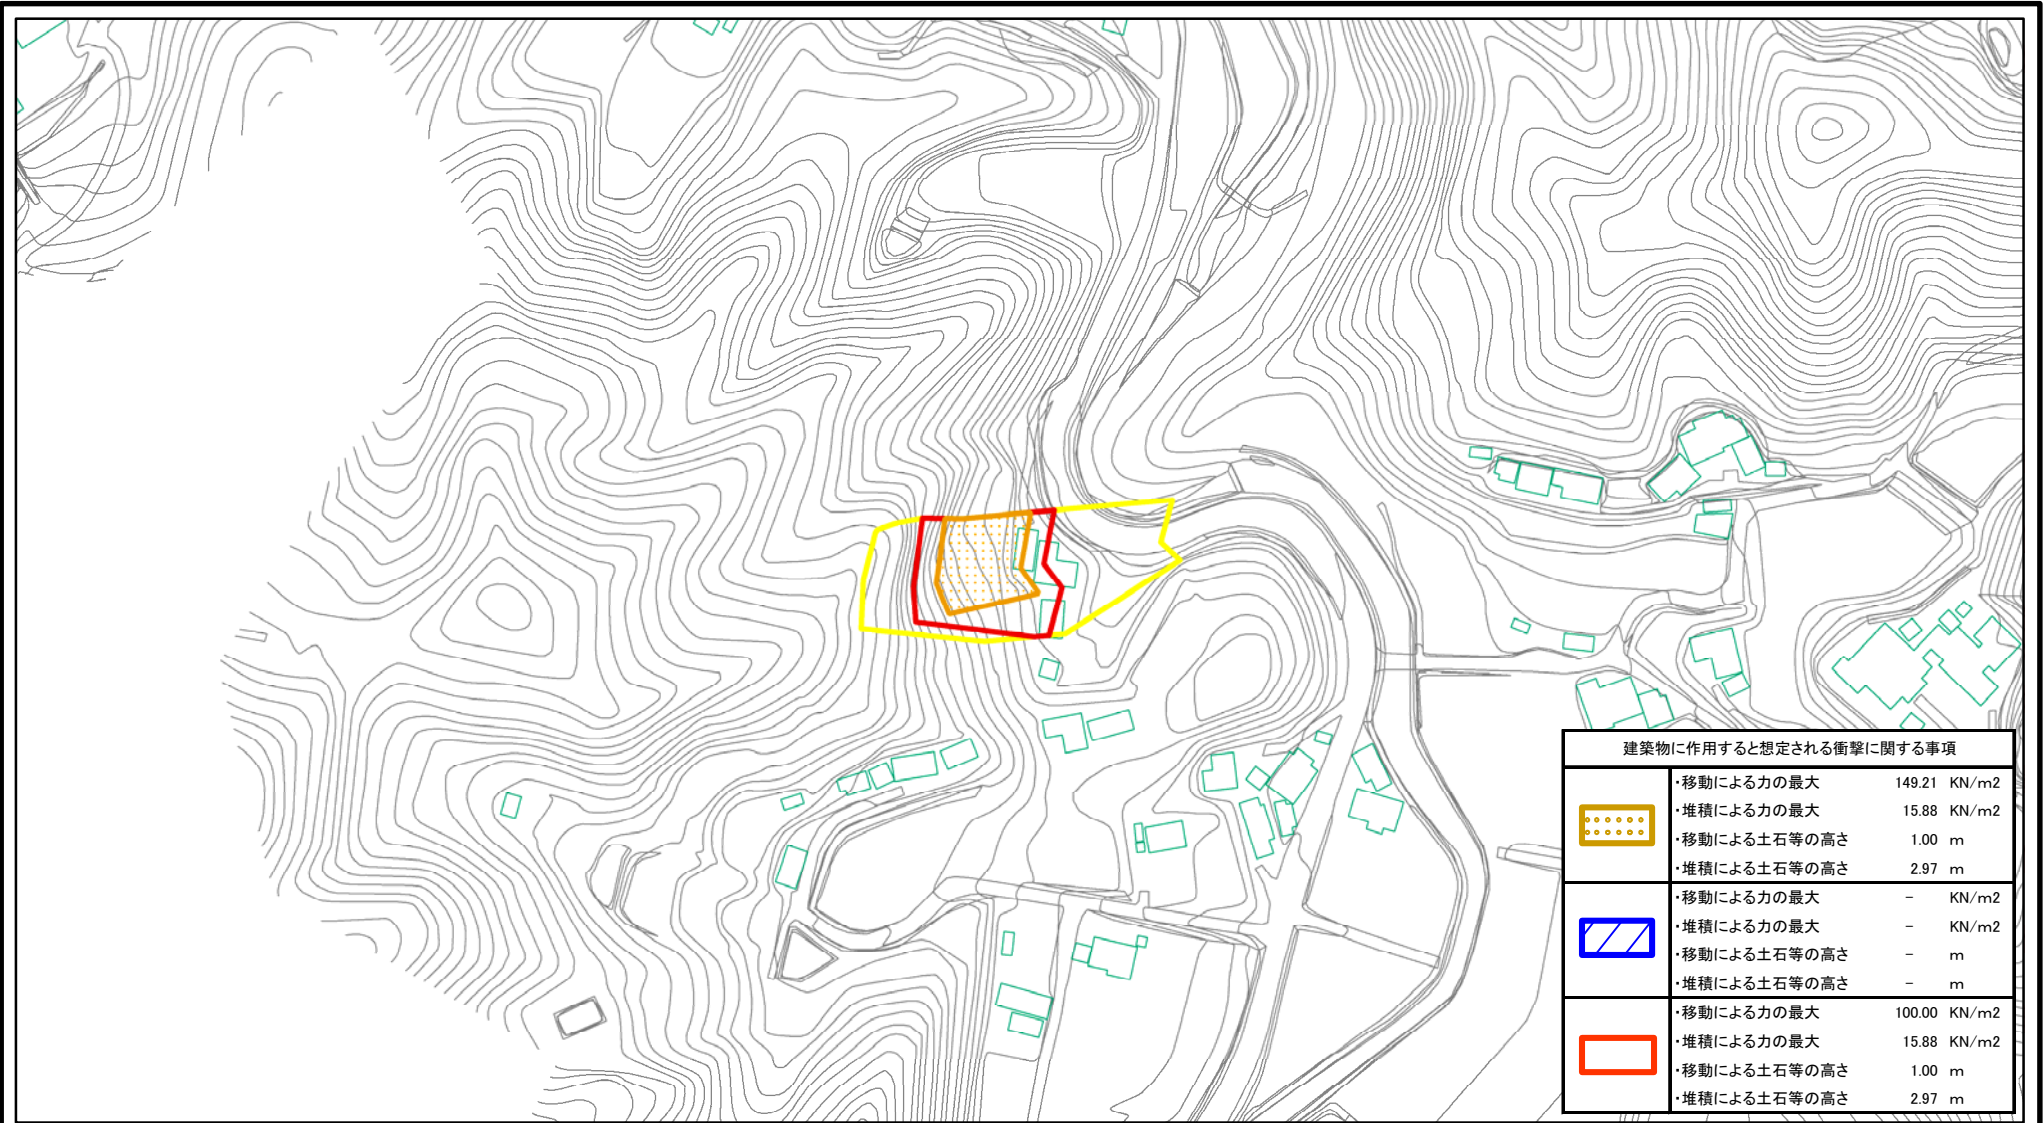 建築物に作用すると想定される衝撃に関する事項
・移動による力の最大 149.21 KN/m2
・堆積による力の最大 15.88 KN/m2
・移動による土石等の高さ 1.00 m
・堆積による土石等の高さ 2.97 m
・移動による力の最大 - KN/m2
・堆積による力の最大 - KN/m2
・移動による土石等の高さ - m
・堆積による土石等の高さ - m
・移動による力の最大 100.00 KN/m2
・堆積による力の最大 15.88 KN/m2
・移動による土石等の高さ 1.00 m
・堆積による土石等の高さ 2.97 m